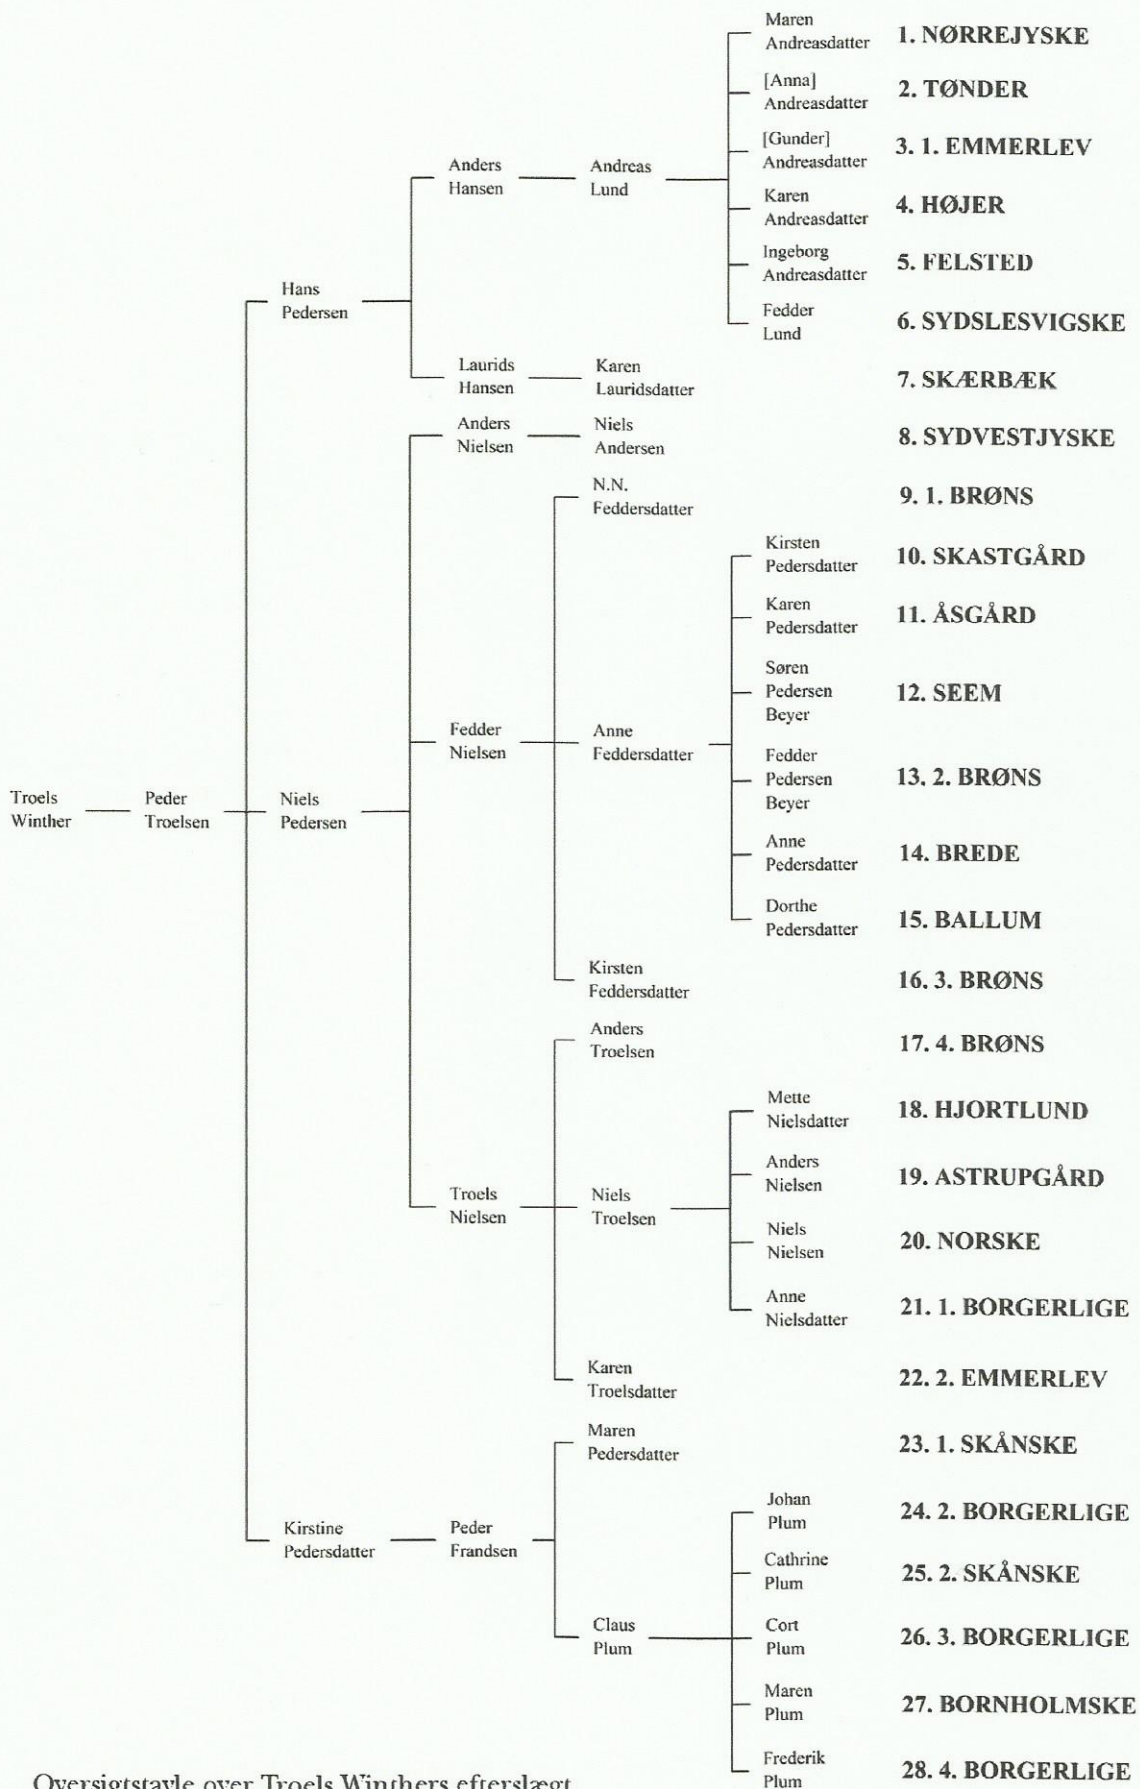 Maren
Andreasdatter
1. NØRREJYSKE
[Anna]
Andreasdatter
2. TØNDER
[Gunder]
Andreasdatter
3. 1. EMMERLEV
Anders
Hansen
Andreas
Lund
Karen
Andreasdatter
4. HØJER
Ingeborg
Andreasdatter
5. FELSTED
Hans
Pedersen
Fedder
Lund
6. SYDSLESVIGSKE
Laurids
Hansen
Karen
Lauridsdatter
7. SKÆRBÆK
Anders
Nielsen
Niels
Andersen
8. SYDVESTJYSKE
N.N.
Feddersdatter
9. 1. BRØNS
Kirsten
Pedersdatter
10. SKASTGÅRD
Karen
Pedersdatter
11. ÅSGÅRD
Søren
Pedersen
Beyer
12. SEEM
Fedder
Nielsen
Anne
Feddersdatter
Fedder
Pedersen
Beyer
13. 2. BRØNS
Troels
Winther
Peder
Troelsen
Niels
Pedersen
Anne
Pedersdatter
14. BREDE
Dorthe
Pedersdatter
15. BALLUM
Kirsten
Feddersdatter
16. 3. BRØNS
Anders
Troelsen
17. 4. BRØNS
Mette
Nielsdatter
18. HJORTLUND
Anders
Nielsen
19. ASTRUPGÅRD
Troels
Nielsen
Niels
Troelsen
Niels
Nielsen
20. NORSKE
Anne
Nielsdatter
21. 1. BORGERLIGE
Karen
Troelsdatter
22. 2. EMMERLEV
Maren
Pedersdatter
23. 1. SKÅNSKE
Johan
Plum
24. 2. BORGERLIGE
Kirstine
Pedersdatter
Peder
Frandsen
Cathrine
Plum
25. 2. SKÅNSKE
Claus
Plum
Cort
Plum
26. 3. BORGERLIGE
Maren
Plum
27. BORNHOLMSKE
Frederik
Plum
28. 4. BORGERLIGE
Oversigtstavle over Troels Winthers efterslægt